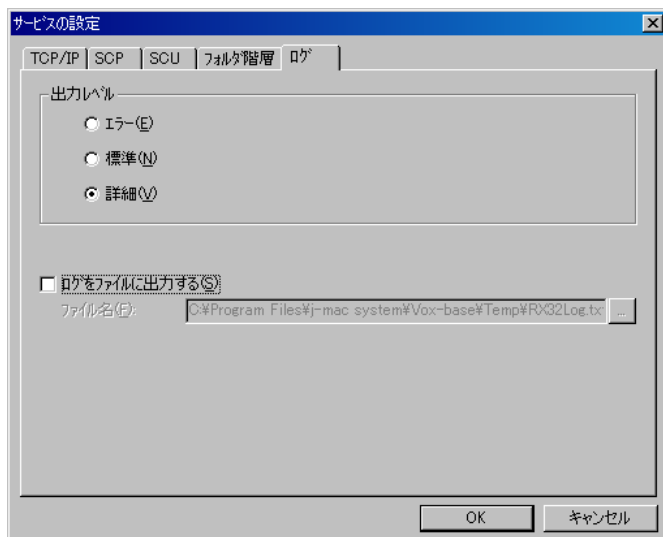 サービスの設定
TCP/IP SCP SCU フォルダ階層 ログ
出力レベル
エラー(E)
標準(N)
詳細(V)
ログをファイルに出力する(S)
ファイル名(F): C:¥Program Files¥j-mac system¥Vox-base¥Temp¥RX32Log.tx ...
OK キャンセル